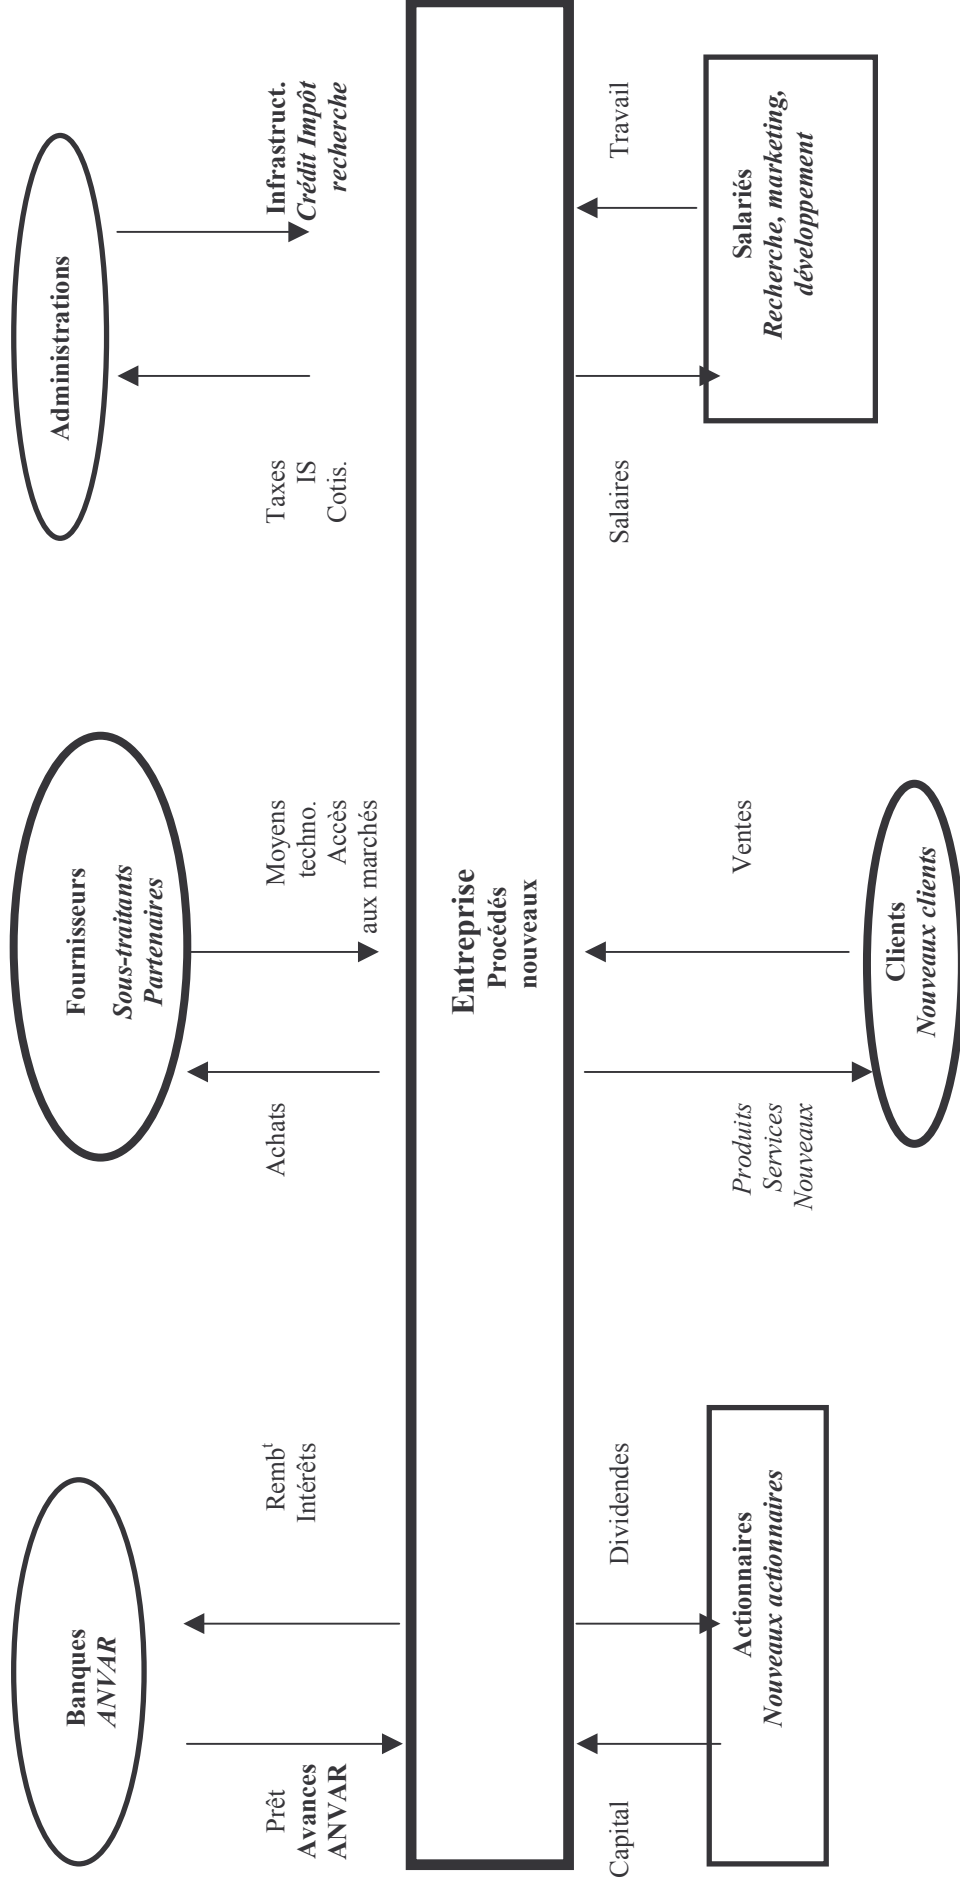 Banques
ANVAR
Fournisseurs
Sous-traitants
Partenaires
Administrations
Prêt
Avances
ANVAR
Remb^t
Intérêts
Achats
Moyens
techno.
Accès
aux marchés
Taxes
IS
Cotis.
Infrastruct.
Crédit Impôt
recherche
Entreprise
Procédés
nouveaux
Capital
Dividendes
Produits
Services
Nouveaux
Ventes
Salaires
Travail
Actionnaires
Nouveaux actionnaires
Clients
Nouveaux clients
Salariés
Recherche, marketing,
développement